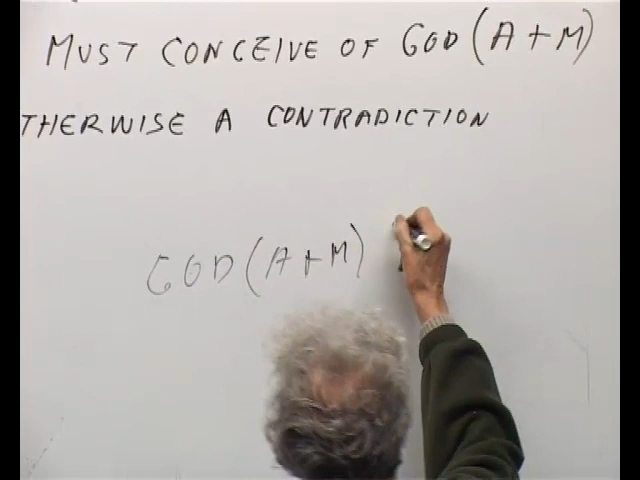 MUST CONCEIVE OF GOD (A+M)
THERWISE A CONTRADICTION
GOD (A+M)